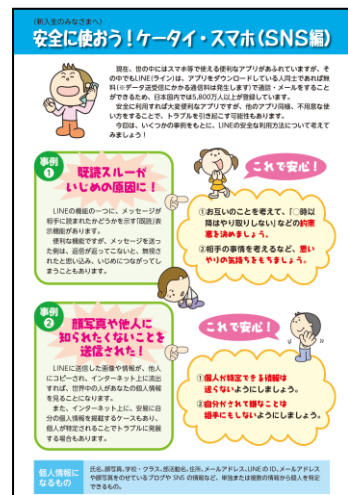 (新入生のみなさまへ)
安全に使おう!ケータイ・スマホ(SNS編)
現在、世の中にはスマホ等で使える便利なアプリがあふれていますが、そ
の中でもLINE(ライン)は、アプリをダウンロードしている人同士であれば無
料(※データ送受信にかかる通信料は発生します)で通話・メールをすること
ができるため、日本国内では5,800万人以上が登録しています。
安全に利用すれば大変便利なアプリですが、他のアプリ同様、不用意な使
い方をすることで、トラブルを引き起こす可能性もあります。
今回は、いくつかの事例をもとに、LINEの安全な利用方法について考えて
みましょう!
事例
1
既読スルーが
いじめの原因に!
LINEの機能の一つに、メッセージが
相手に読まれたかどうかを示す「既読」表
示機能があります。
便利な機能ですが、メッセージを送っ
た側は、返信が返ってこないと、無視され
たと思い込み、いじめにつながってしま
うこともあります。
これで安心!
①お互いのことを考えて、「○時以
降はやり取りしない」などの約束
事を決めましょう。
②相手の事情を考えるなど、思い
やりの気持ちをもちましょう。
事例
2
顔写真や他人に
知られたくないことを
送信された!
LINEに送信した画像や情報が、他人
にコピーされ、インターネット上に流出
すれば、世界中の人があなたの個人情報
を見ることになります。
また、インターネット上に、安易に自
分の個人情報を掲載するケースもあり、
個人が特定されることでトラブルに発展
する場合もあります。
これで安心!
①個人が特定できる情報は
送らないようにしましょう。
②自分がされて嫌なことは
相手にもしないようにしましょう。
個人情報に
なるもの
氏名、顔写真、学校・クラス、部活動名、住所、メールアドレス、LINEのID、メールアドレス
や顔写真をのせているブログやSNSの情報など、単独または複数の情報から個人を特定
できるもの。